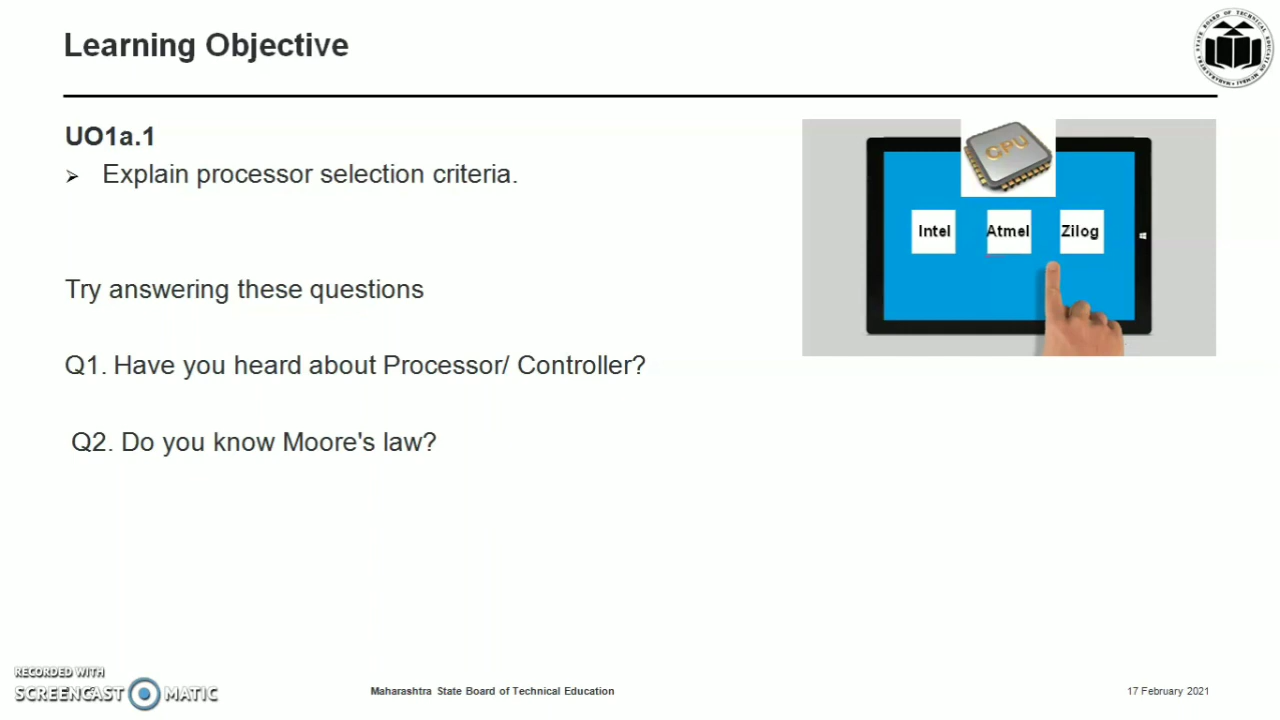 Learning Objective
UO1a.1
➢ Explain processor selection criteria.
Try answering these questions
Q1. Have you heard about Processor/ Controller?
Q2. Do you know Moore's law?
Intel
Atmel
Zilog
RECORDED WITH
SCREENCAST MATIC
Maharashtra State Board of Technical Education
17 February 2021